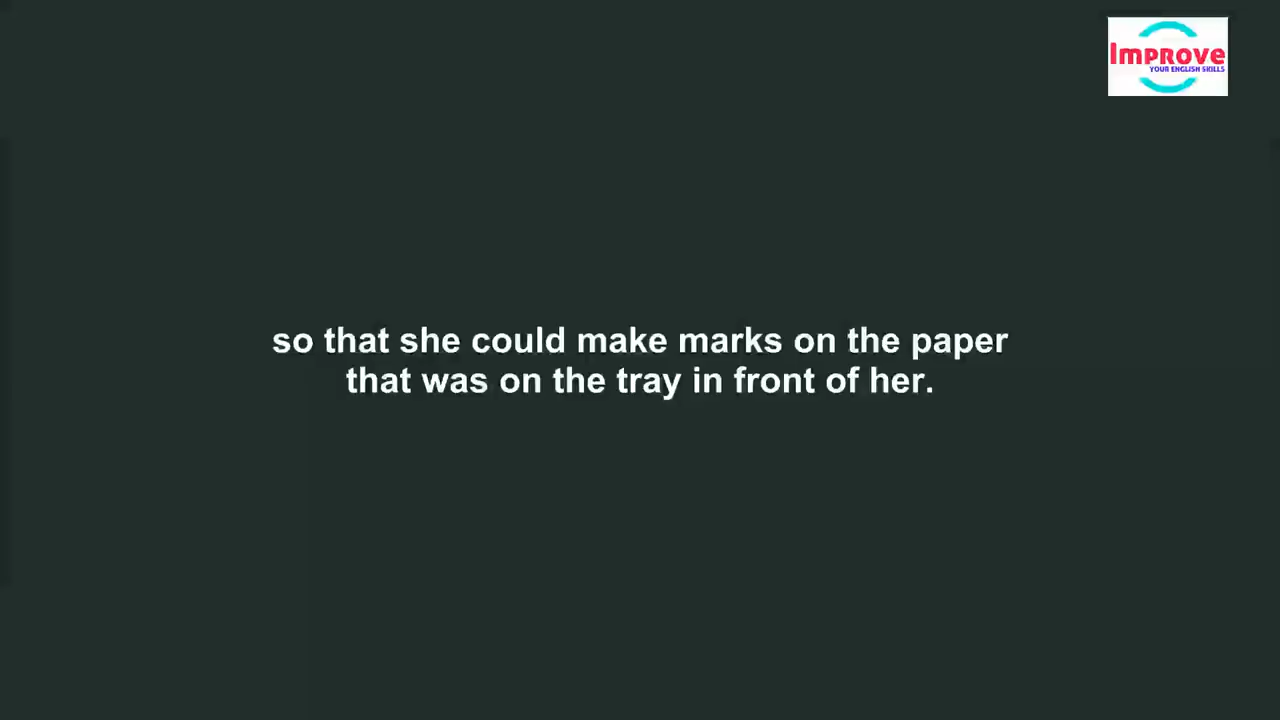 Improve
YOUR ENGLISH SKILLS
so that she could make marks on the paper
that was on the tray in front of her.